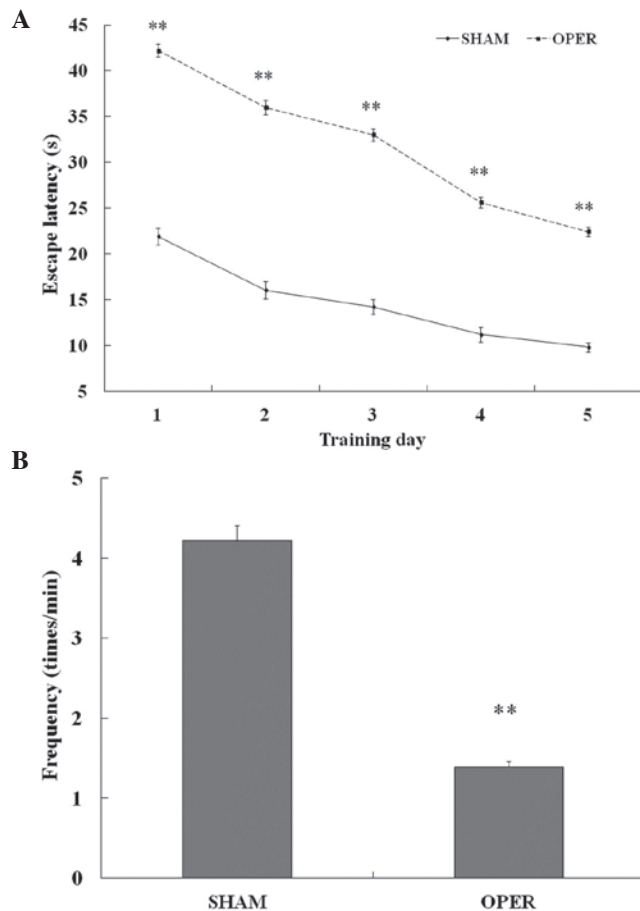 A
45
40
35
30
25
20
15
10
5
Escape latency (s)
SHAM OPER
**
**
**
**
**
1 2 3 4 5
Training day
B
5
4
3
2
1
0
Frequency (times/min)
**
SHAM OPER